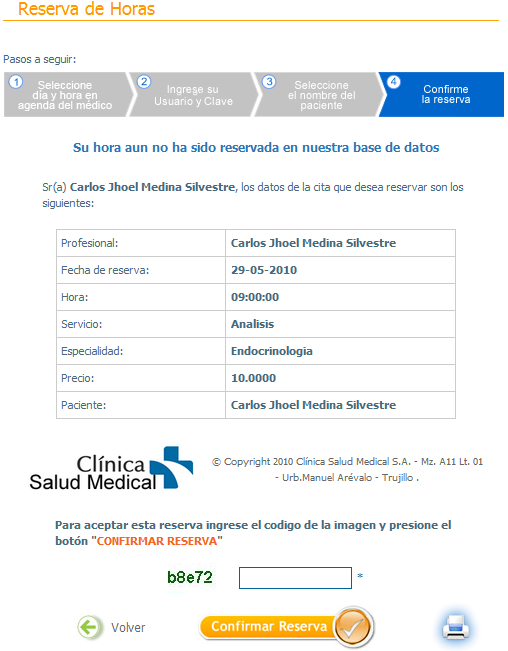 Reserva de Horas
Pasos a seguir:
1 Seleccione
día y hora en
agenda del médico
2 Ingrese su
Usuario y Clave
3 Seleccione
el nombre del
paciente
4 Confirme
la reserva
Su hora aun no ha sido reservada en nuestra base de datos
Sr(a) Carlos Jhoel Medina Silvestre, los datos de la cita que desea reservar son los
siguientes:
Profesional: Carlos Jhoel Medina Silvestre
Fecha de reserva: 29-05-2010
Hora: 09:00:00
Servicio: Analisis
Especialidad: Endocrinologia
Precio: 10.0000
Paciente: Carlos Jhoel Medina Silvestre
Clínica
Salud Medical
© Copyright 2010 Clínica Salud Medical S.A. - Mz. A11 Lt. 01
- Urb.Manuel Arévalo - Trujillo .
Para aceptar esta reserva ingrese el codigo de la imagen y presione el
botón "CONFIRMAR RESERVA"
b8e72 *
Volver
Confirmar Reserva